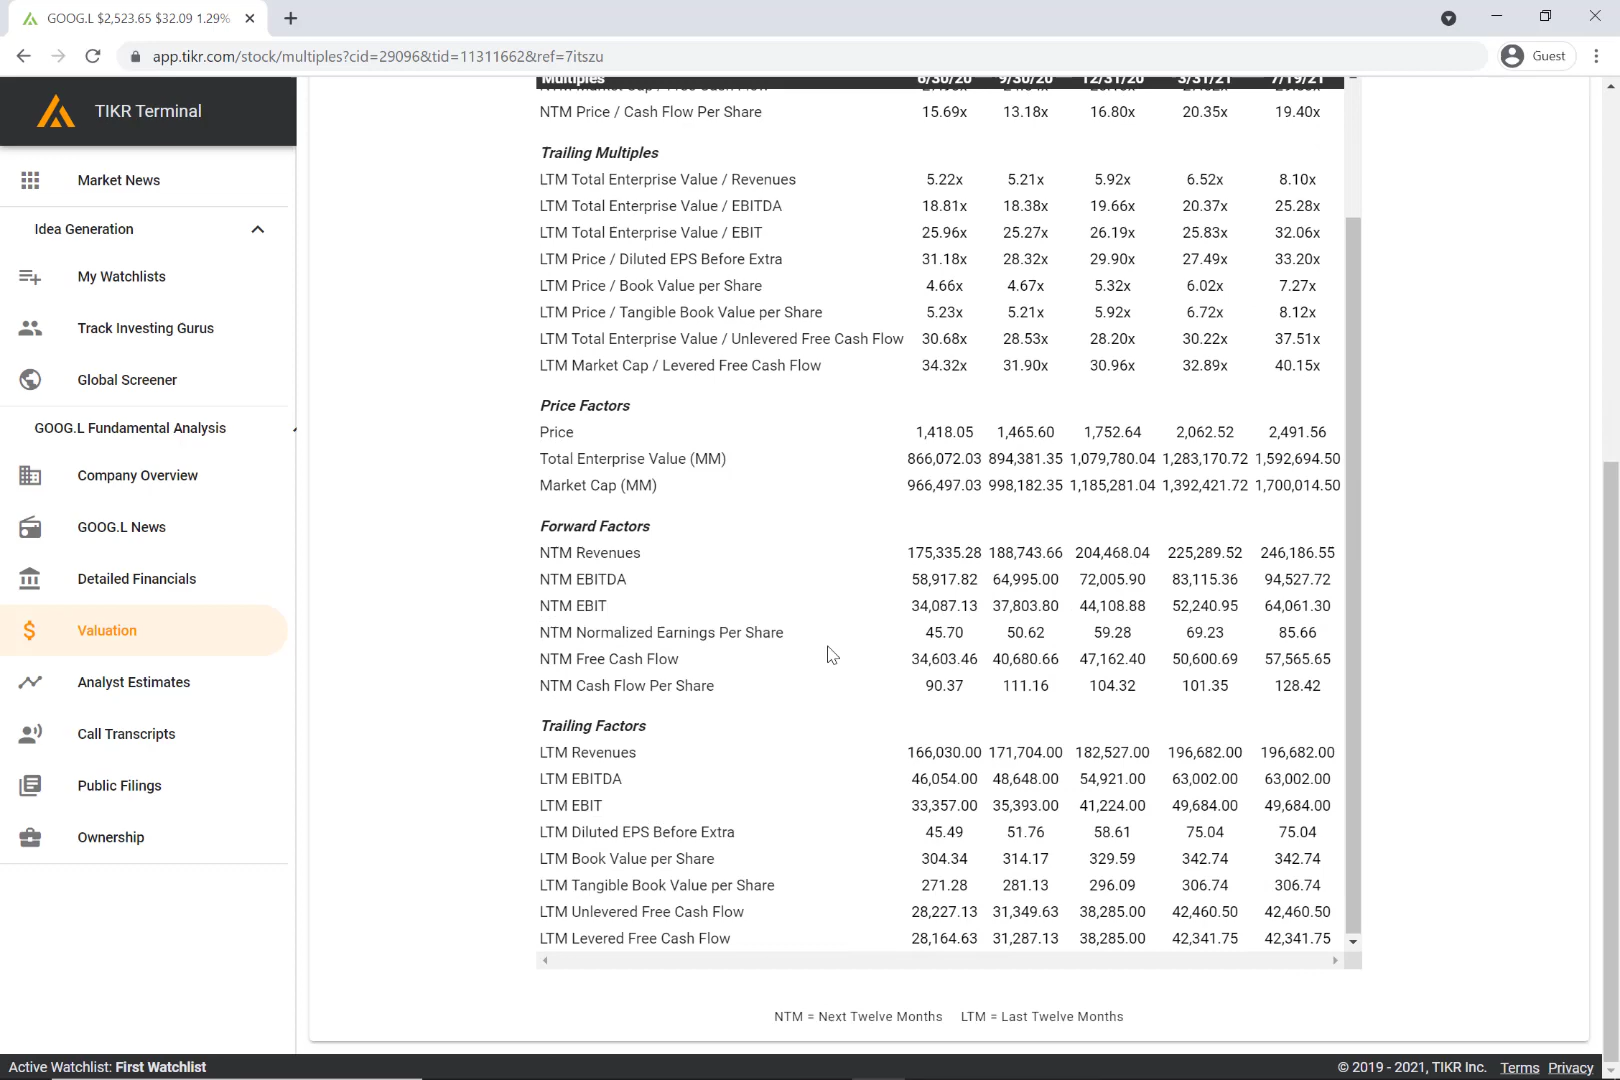 GOOG.L $2,523.65 $32.09 1.29%
app.tikr.com/stock/multiples?cid=29096&tid=11311662&ref=7itszu
Guest
TIKR Terminal
Market News
Idea Generation
My Watchlists
Track Investing Gurus
Global Screener
GOOG.L Fundamental Analysis
Company Overview
GOOG.L News
Detailed Financials
Valuation
Analyst Estimates
Call Transcripts
Public Filings
Ownership
Multiples 6/30/20 9/30/20 12/31/20 3/31/21 7/19/21
NTM Price / Cash Flow Per Share 15.69x 13.18x 16.80x 20.35x 19.40x
Trailing Multiples
LTM Total Enterprise Value / Revenues 5.22x 5.21x 5.92x 6.52x 8.10x
LTM Total Enterprise Value / EBITDA 18.81x 18.38x 19.66x 20.37x 25.28x
LTM Total Enterprise Value / EBIT 25.96x 25.27x 26.19x 25.83x 32.06x
LTM Price / Diluted EPS Before Extra 31.18x 28.32x 29.90x 27.49x 33.20x
LTM Price / Book Value per Share 4.66x 4.67x 5.32x 6.02x 7.27x
LTM Price / Tangible Book Value per Share 5.23x 5.21x 5.92x 6.72x 8.12x
LTM Total Enterprise Value / Unlevered Free Cash Flow 30.68x 28.53x 28.20x 30.22x 37.51x
LTM Market Cap / Levered Free Cash Flow 34.32x 31.90x 30.96x 32.89x 40.15x
Price Factors
Price 1,418.05 1,465.60 1,752.64 2,062.52 2,491.56
Total Enterprise Value (MM) 866,072.03 894,381.35 1,079,780.04 1,283,170.72 1,592,694.50
Market Cap (MM) 966,497.03 998,182.35 1,185,281.04 1,392,421.72 1,700,014.50
Forward Factors
NTM Revenues 175,335.28 188,743.66 204,468.04 225,289.52 246,186.55
NTM EBITDA 58,917.82 64,995.00 72,005.90 83,115.36 94,527.72
NTM EBIT 34,087.13 37,803.80 44,108.88 52,240.95 64,061.30
NTM Normalized Earnings Per Share 45.70 50.62 59.28 69.23 85.66
NTM Free Cash Flow 34,603.46 40,680.66 47,162.40 50,600.69 57,565.65
NTM Cash Flow Per Share 90.37 111.16 104.32 101.35 128.42
Trailing Factors
LTM Revenues 166,030.00 171,704.00 182,527.00 196,682.00 196,682.00
LTM EBITDA 46,054.00 48,648.00 54,921.00 63,002.00 63,002.00
LTM EBIT 33,357.00 35,393.00 41,224.00 49,684.00 49,684.00
LTM Diluted EPS Before Extra 45.49 51.76 58.61 75.04 75.04
LTM Book Value per Share 304.34 314.17 329.59 342.74 342.74
LTM Tangible Book Value per Share 271.28 281.13 296.09 306.74 306.74
LTM Unlevered Free Cash Flow 28,227.13 31,349.63 38,285.00 42,460.50 42,460.50
LTM Levered Free Cash Flow 28,164.63 31,287.13 38,285.00 42,341.75 42,341.75
NTM = Next Twelve Months LTM = Last Twelve Months
Active Watchlist: First Watchlist
© 2019 - 2021, TIKR Inc. Terms Privacy